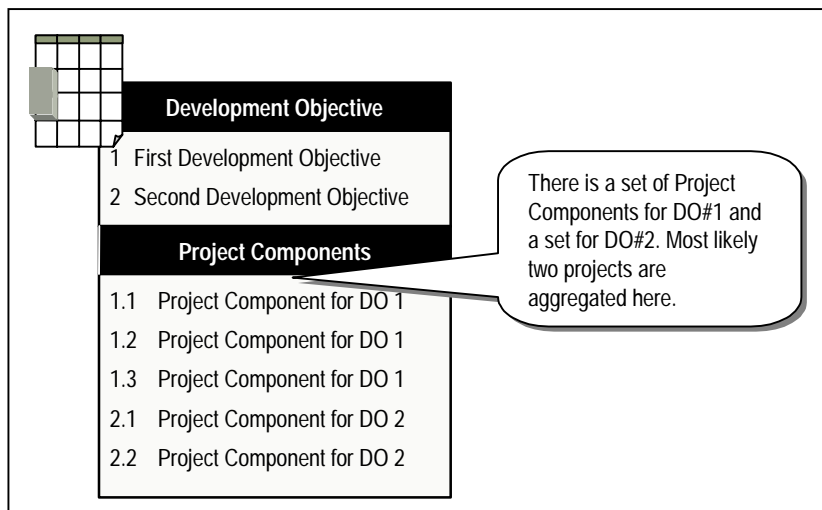 Development Objective
1 First Development Objective
2 Second Development Objective
Project Components
1.1 Project Component for DO 1
1.2 Project Component for DO 1
1.3 Project Component for DO 1
2.1 Project Component for DO 2
2.2 Project Component for DO 2
There is a set of Project
Components for DO#1 and
a set for DO#2. Most likely
two projects are
aggregated here.